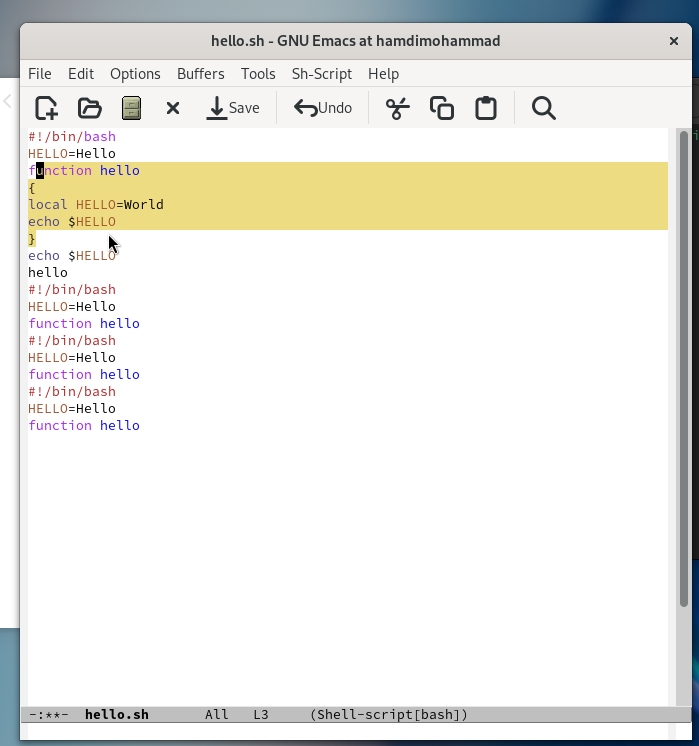 hello.sh - GNU Emacs at hamdimohammad
File Edit Options Buffers Tools Sh-Script Help
Save Undo
#!/bin/bash
HELLO=Hello
function hello
{
local HELLO=World
echo $HELLO
}
echo $HELLO
hello
#!/bin/bash
HELLO=Hello
function hello
#!/bin/bash
HELLO=Hello
function hello
#!/bin/bash
HELLO=Hello
function hello
-:**-  hello.sh       All   L3     (Shell-script[bash])